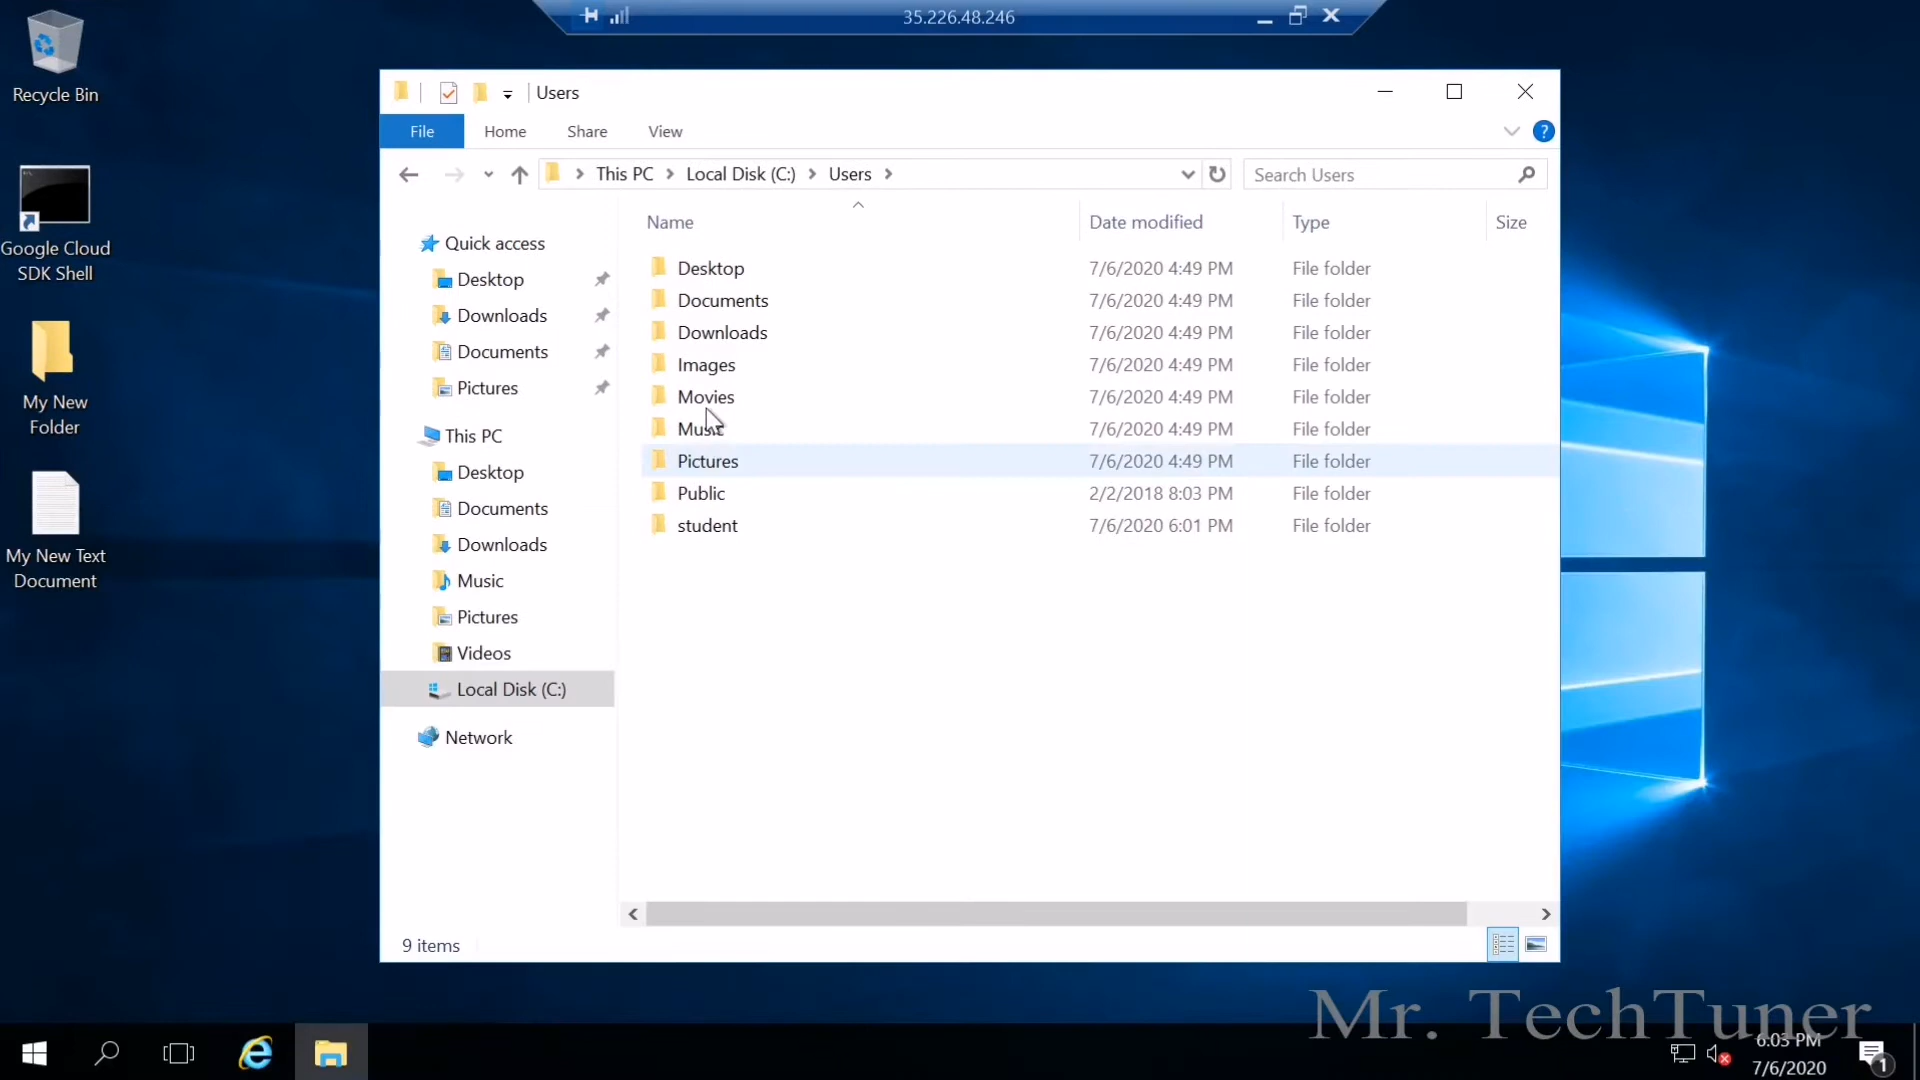 35.226.48.246
Recycle Bin
Google Cloud
SDK Shell
My New
Folder
My New Text
Document
Users
File Home Share View
This PC Local Disk (C:) Users
Search Users
Quick access
Desktop
Downloads
Documents
Pictures
This PC
Desktop
Documents
Downloads
Music
Pictures
Videos
Local Disk (C:)
Network
Name Date modified Type Size
Desktop 7/6/2020 4:49 PM File folder
Documents 7/6/2020 4:49 PM File folder
Downloads 7/6/2020 4:49 PM File folder
Images 7/6/2020 4:49 PM File folder
Movies 7/6/2020 4:49 PM File folder
Music 7/6/2020 4:49 PM File folder
Pictures 7/6/2020 4:49 PM File folder
Public 2/2/2018 8:03 PM File folder
student 7/6/2020 6:01 PM File folder
9 items
Mr. TechTuner
6:03 PM
7/6/2020
1